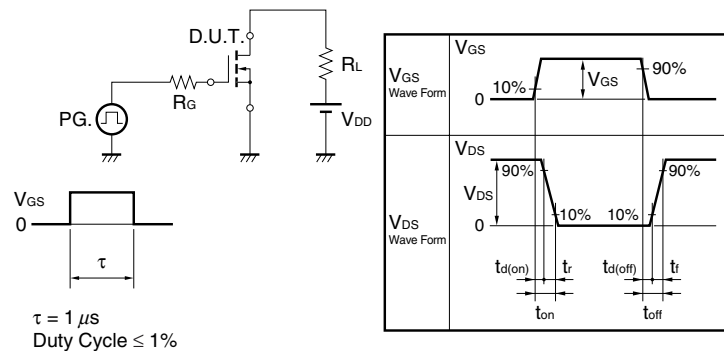 D.U.T.
RL
RG
PG.
VDD
VGS
0
τ
τ = 1 μs
Duty Cycle ≤ 1%
VGS
Wave Form
VGS
10%
0
VGS
90%
VDS
Wave Form
VDS
90%
VDS
0
10%
10%
90%
td(on)
tr
td(off)
tf
ton
toff